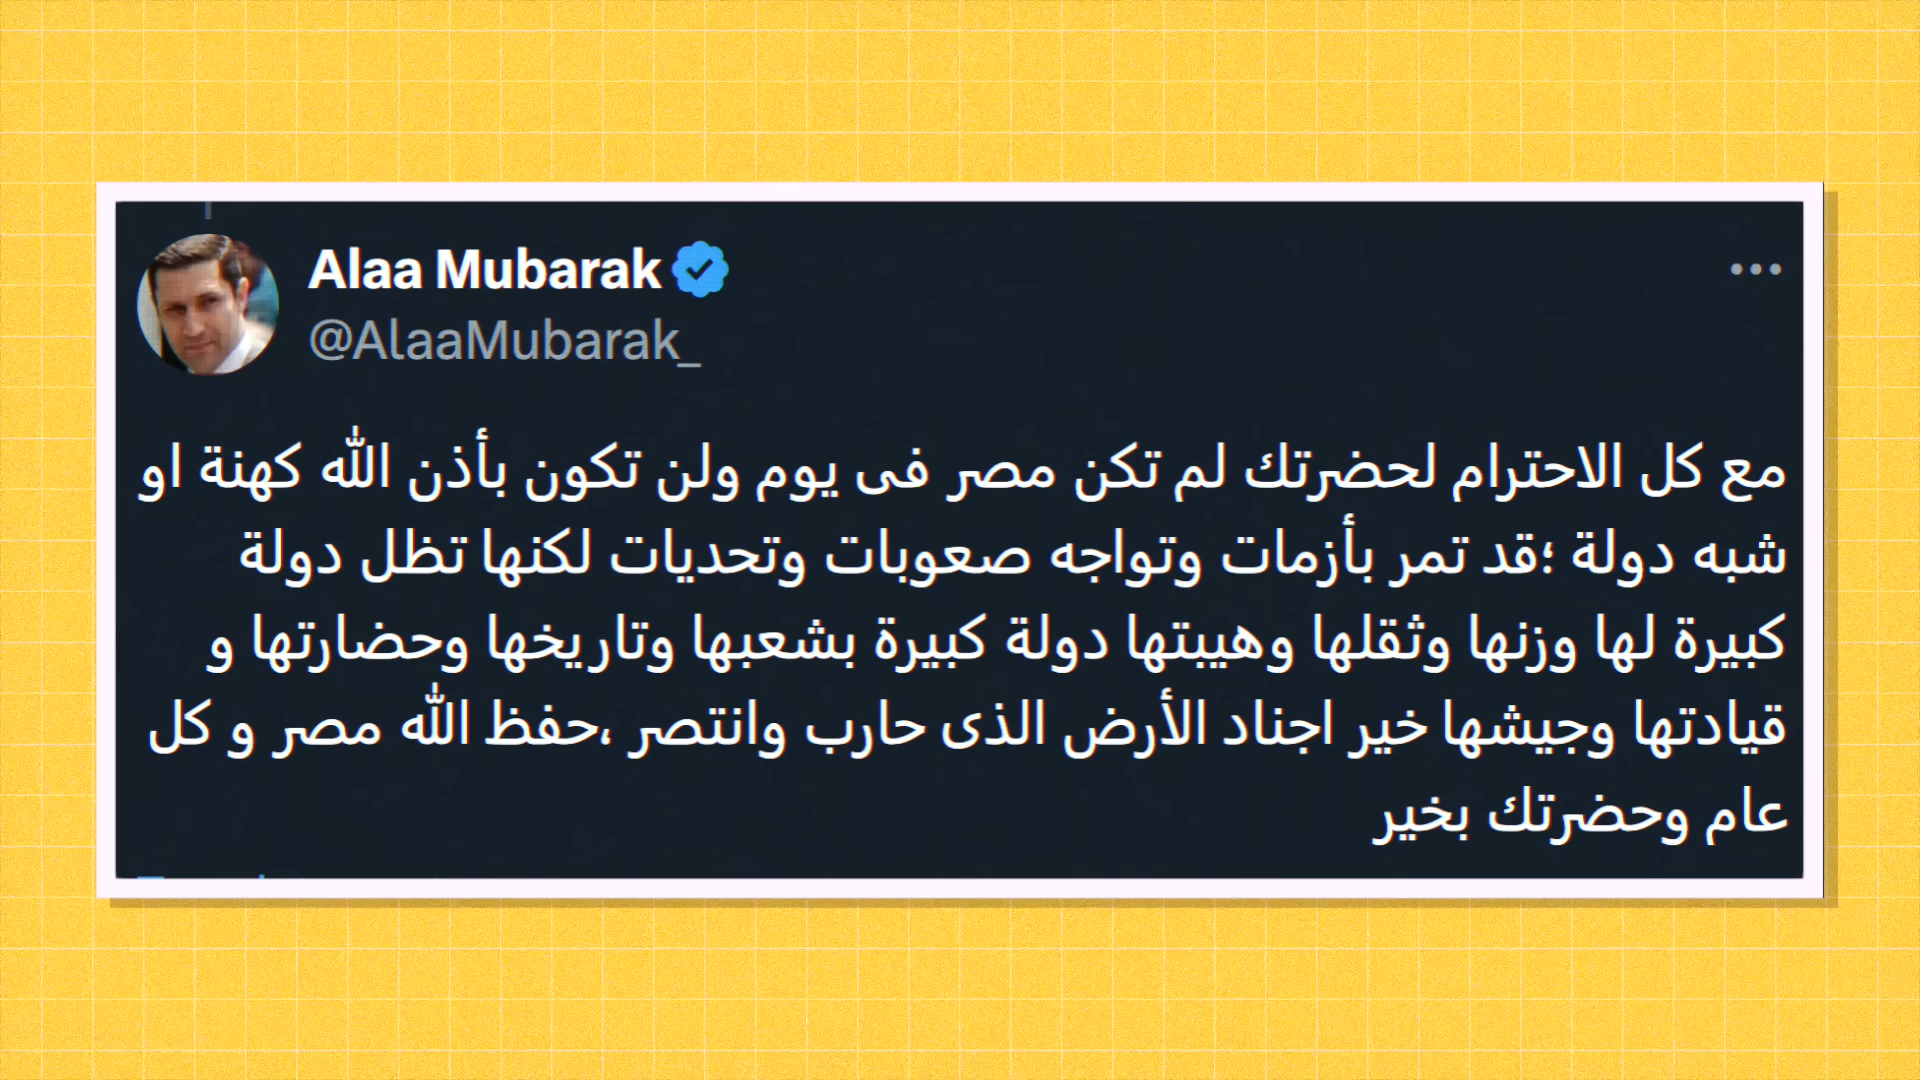 Alaa Mubarak
@AlaaMubarak_
مع كل الاحترام لحضرتك لم تكن مصر فى يوم ولن تكون بأذن الله كهنة او
شبه دولة ؛قد تمر بأزمات وتواجه صعوبات وتحديات لكنها تظل دولة
كبيرة لها وزنها وثقلها وهيبتها دولة كبيرة بشعبها وتاريخها وحضارتها و
قيادتها وجيشها خير اجناد الأرض الذى حارب وانتصر ،حفظ الله مصر و كل
عام وحضرتك بخير